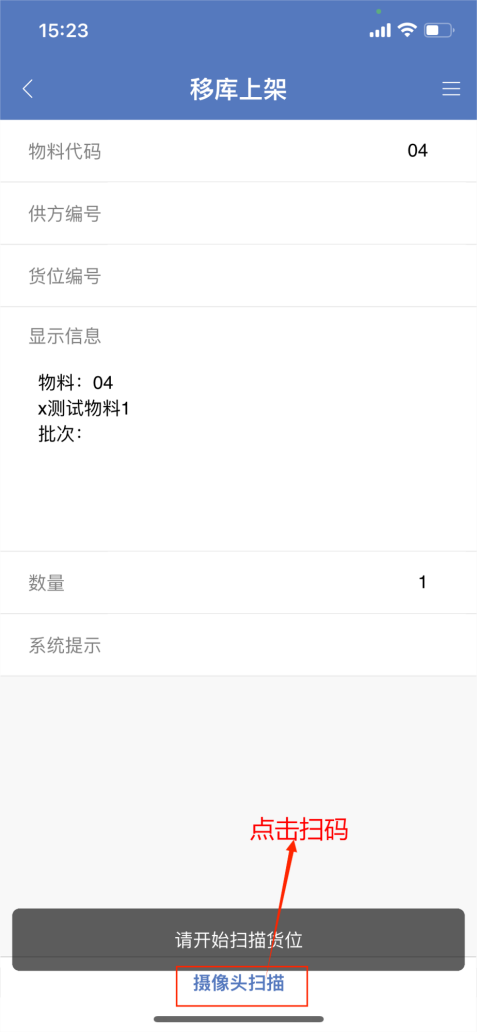 15:23
移库上架
物料代码 04
供方编号
货位编号
显示信息
物料：04
x测试物料1
批次：
数量 1
系统提示
点击扫码
请开始扫描货位
摄像头扫描